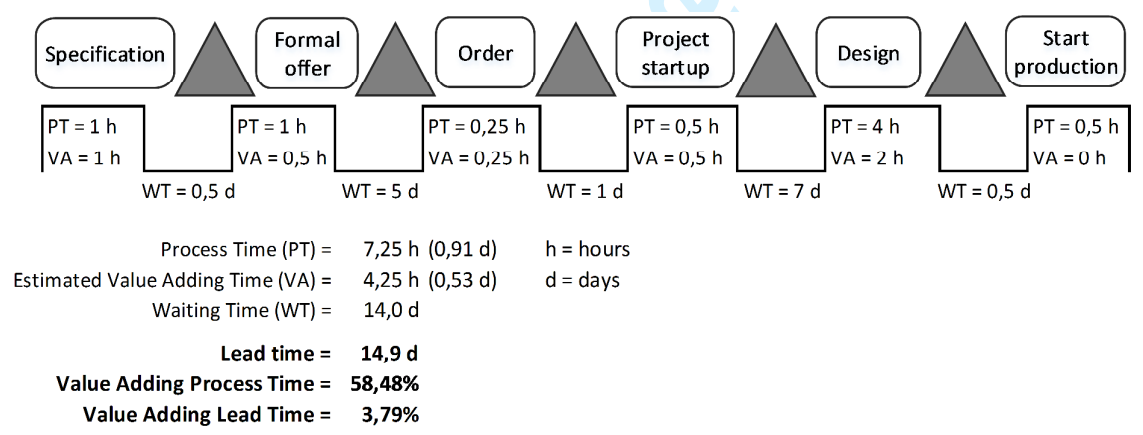 Specification
Formal
offer
Order
Project
startup
Design
Start
production
PT = 1 h
VA = 1 h
PT = 1 h
VA = 0,5 h
PT = 0,25 h
VA = 0,25 h
PT = 0,5 h
VA = 0,5 h
PT = 4 h
VA = 2 h
PT = 0,5 h
VA = 0 h
WT = 0,5 d
WT = 5 d
WT = 1 d
WT = 7 d
WT = 0,5 d
Process Time (PT) = 7,25 h (0,91 d) h = hours
Estimated Value Adding Time (VA) = 4,25 h (0,53 d) d = days
Waiting Time (WT) = 14,0 d
Lead time = 14,9 d
Value Adding Process Time = 58,48%
Value Adding Lead Time = 3,79%